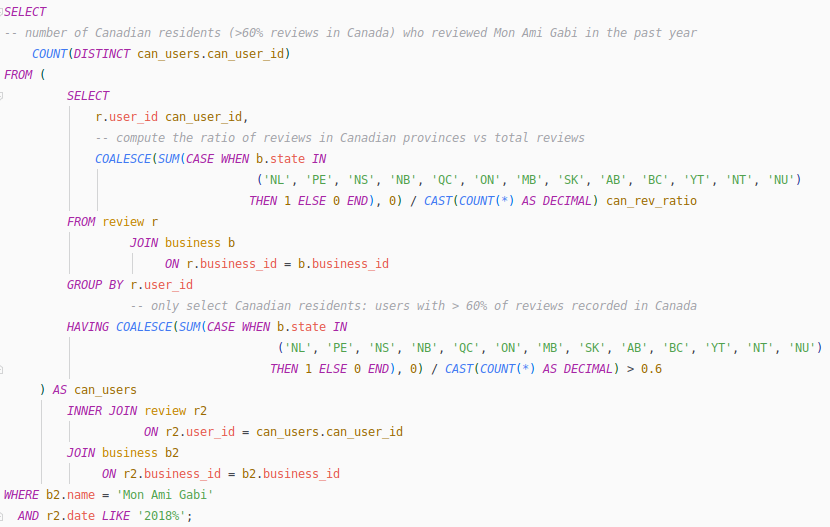 SELECT
-- number of Canadian residents (>60% reviews in Canada) who reviewed Mon Ami Gabi in the past year
COUNT(DISTINCT can_users.can_user_id)
FROM (
SELECT
r.user_id can_user_id,
-- compute the ratio of reviews in Canadian provinces vs total reviews
COALESCE(SUM(CASE WHEN b.state IN
('NL', 'PE', 'NS', 'NB', 'QC', 'ON', 'MB', 'SK', 'AB', 'BC', 'YT', 'NT', 'NU')
THEN 1 ELSE 0 END), 0) / CAST(COUNT(*) AS DECIMAL) can_rev_ratio
FROM review r
JOIN business b
ON r.business_id = b.business_id
GROUP BY r.user_id
-- only select Canadian residents: users with > 60% of reviews recorded in Canada
HAVING COALESCE(SUM(CASE WHEN b.state IN
('NL', 'PE', 'NS', 'NB', 'QC', 'ON', 'MB', 'SK', 'AB', 'BC', 'YT', 'NT', 'NU')
THEN 1 ELSE 0 END), 0) / CAST(COUNT(*) AS DECIMAL) > 0.6
) AS can_users
INNER JOIN review r2
ON r2.user_id = can_users.can_user_id
JOIN business b2
ON r2.business_id = b2.business_id
WHERE b2.name = 'Mon Ami Gabi'
AND r2.date LIKE '2018%';